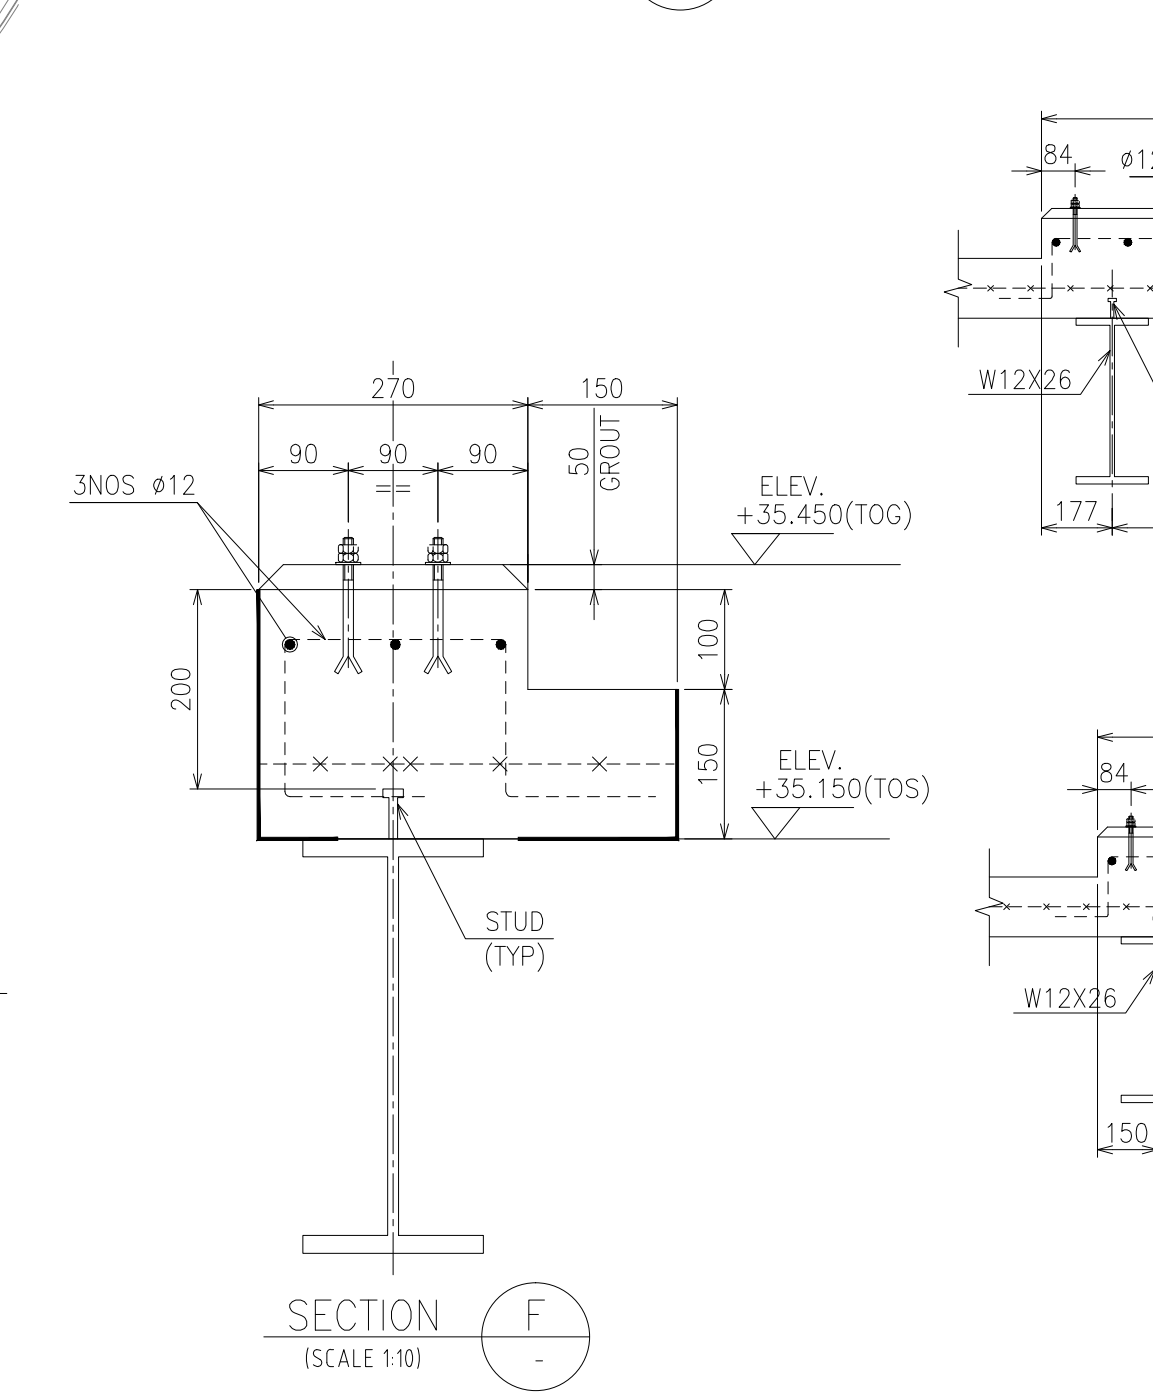 270
150
90
90
90
50
GROUT
3NOS ø12
ELEV.
+35.450(TOG)
200
100
150
ELEV.
+35.150(TOS)
STUD
(TYP)
SECTION
(SCALE 1:10)
F
-
84
W12X26
177
84
W12X26
150